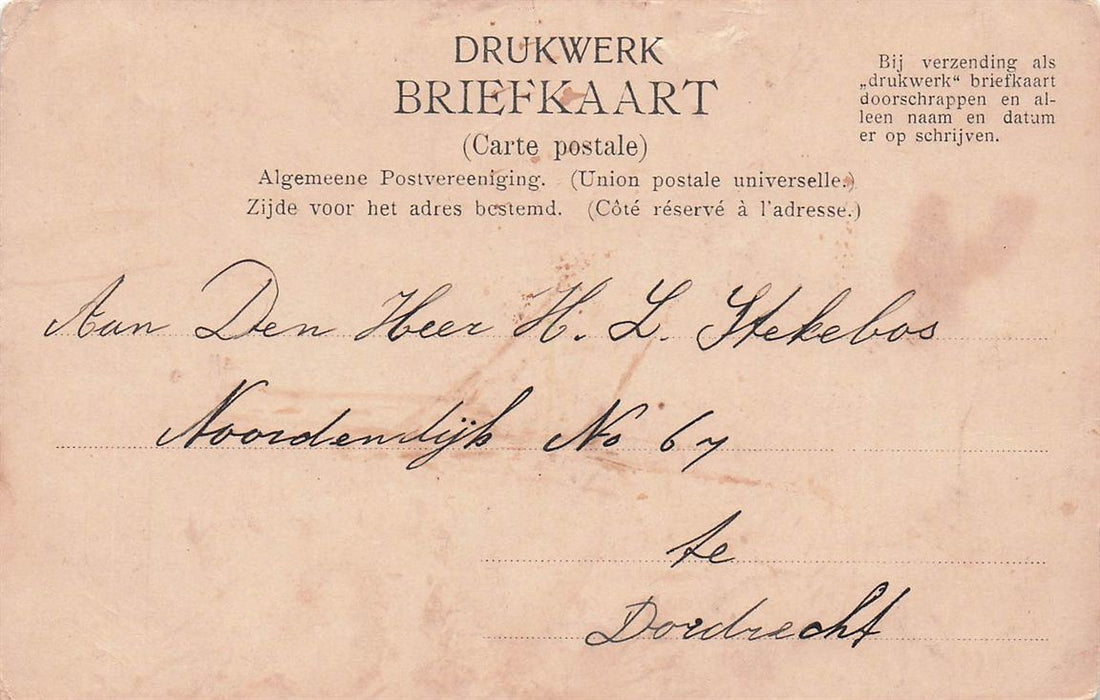 DRUKWERK
BRIEFKAART
(Carte postale)
Algemeene Postvereeniging. (Union postale universelle.)
Zijde voor het adres bestemd. (Côté réservé à l'adresse.)
Bij verzending als
„drukwerk“ briefkaart
doorschrappen en al-
leen naam en datum
er op schrijven.
Aan Den Heer H. L. Stekelbos
Noordendijk No 67
te
Dordrecht